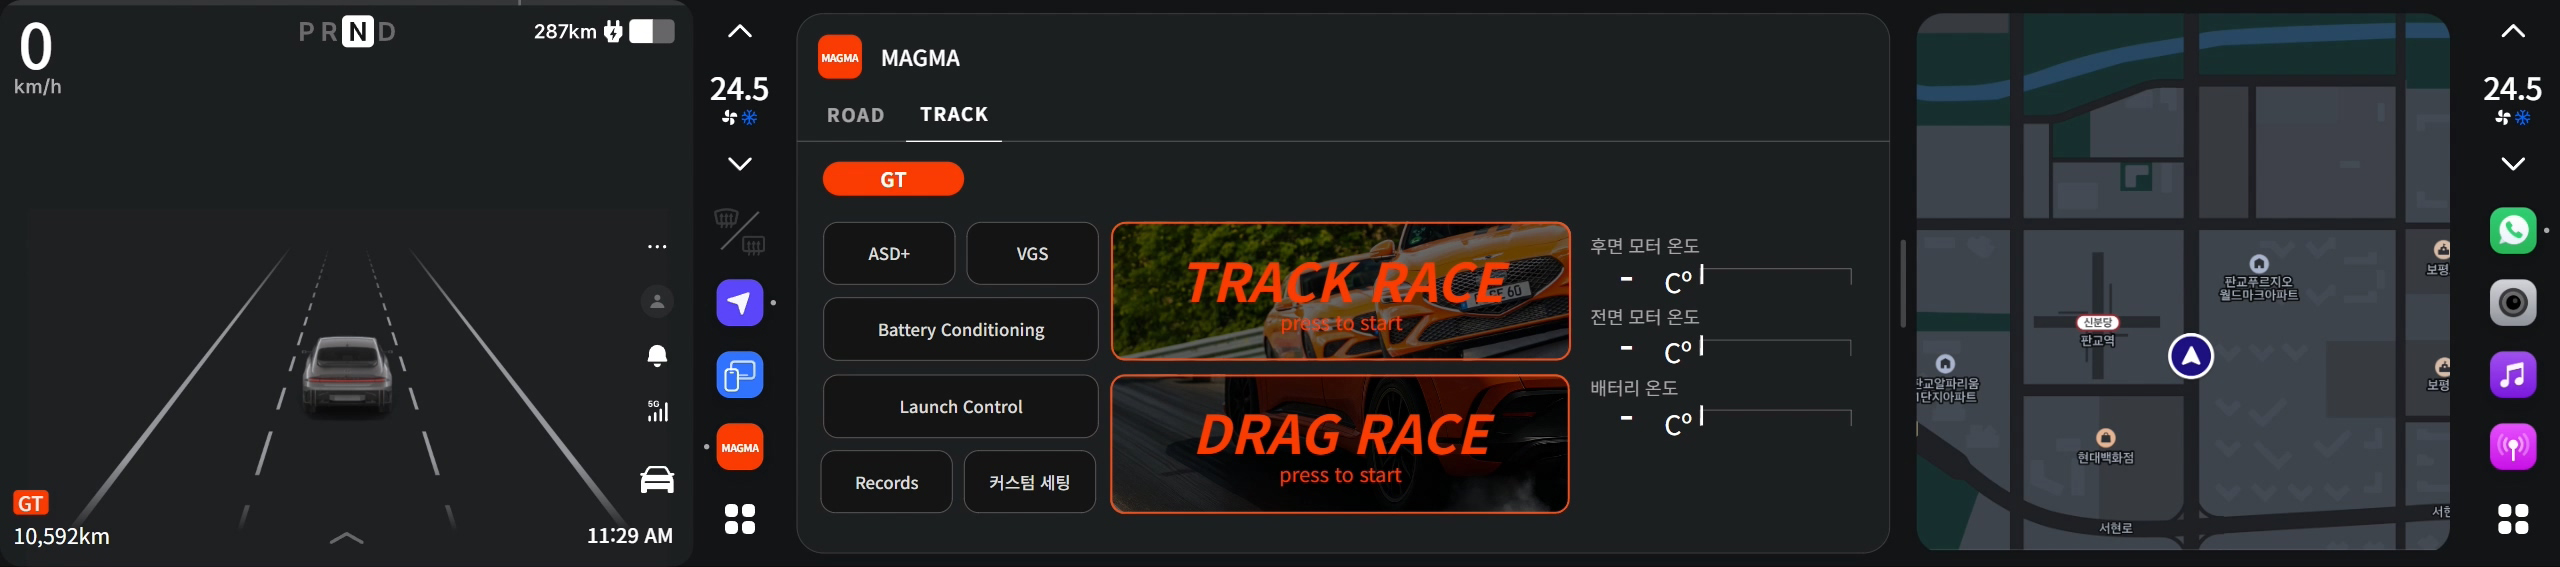 0
km/h
P R N D
287km
10,592km
GT
11:29 AM
5G
24.5
MAGMA
MAGMA
MAGMA
ROAD
TRACK
GT
ASD+
VGS
Battery Conditioning
Launch Control
Records
커스텀 세팅
TRACK RACE
press to start
DRAG RACE
press to start
후면 모터 온도
- Cº
전면 모터 온도
- Cº
배터리 온도
- Cº
판교푸르지오
월드마크아파트
신분당
판교역
판교알파리움
1단지아파트
현대백화점
서현로
보평
보평
서현
24.5